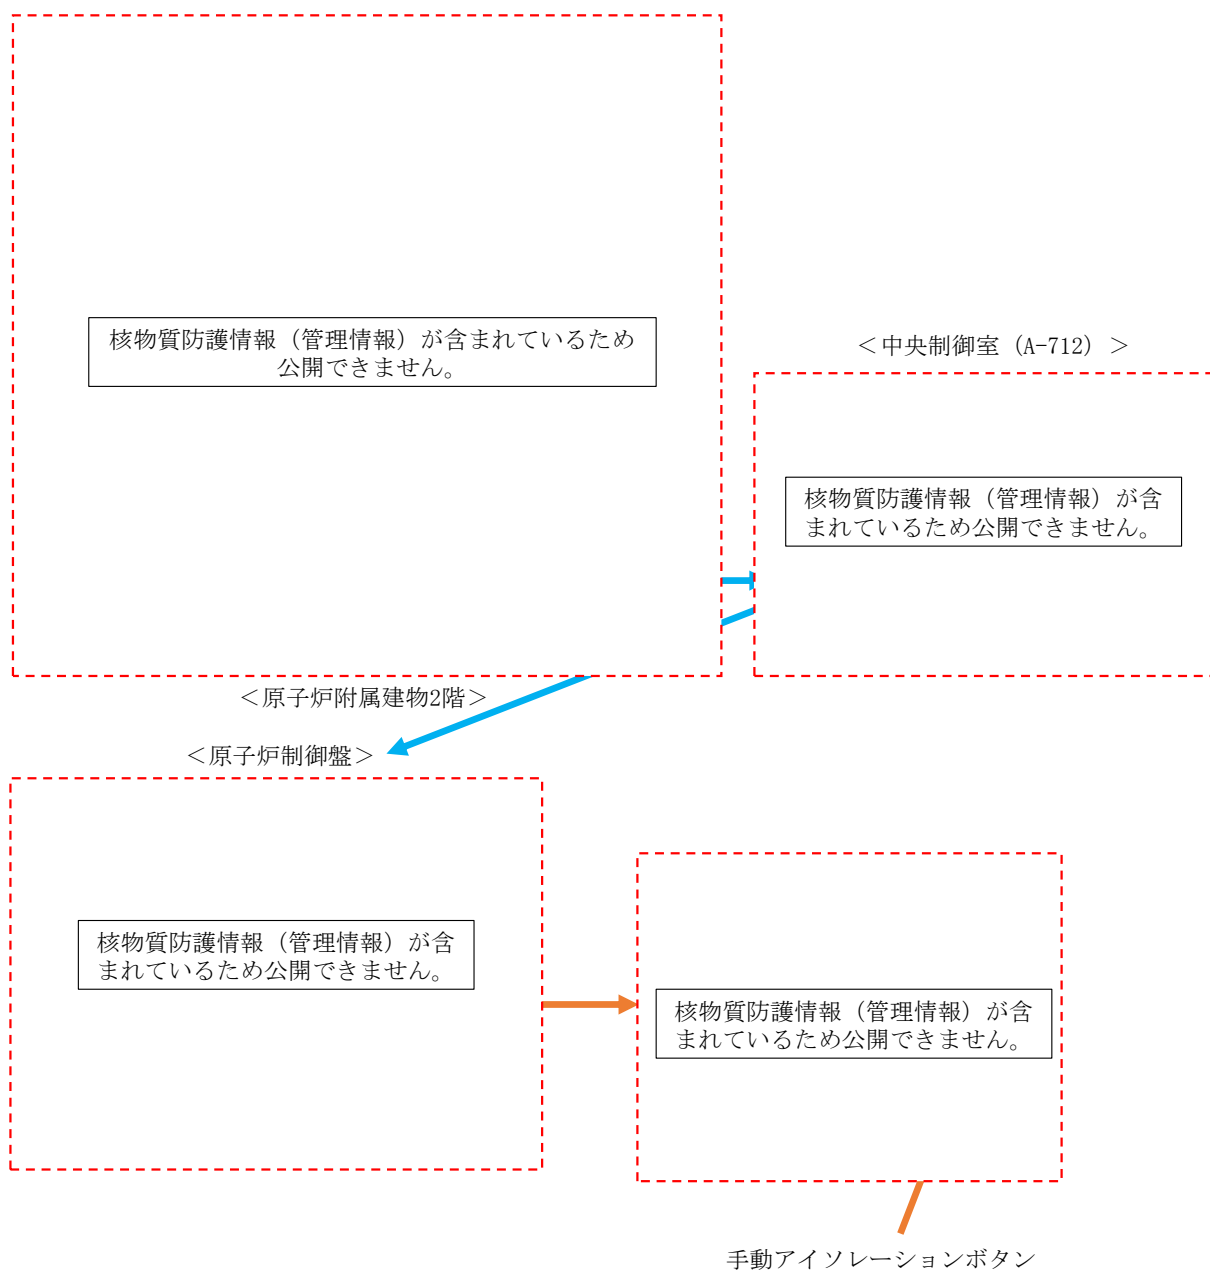 核物質防護情報（管理情報）が含まれているため
公開できません。
＜中央制御室（A-712）＞
核物質防護情報（管理情報）が含
まれているため公開できません。
＜原子炉附属建物2階＞
＜原子炉制御盤＞
核物質防護情報（管理情報）が含
まれているため公開できません。
核物質防護情報（管理情報）が含
まれているため公開できません。
手動アイソレーションボタン